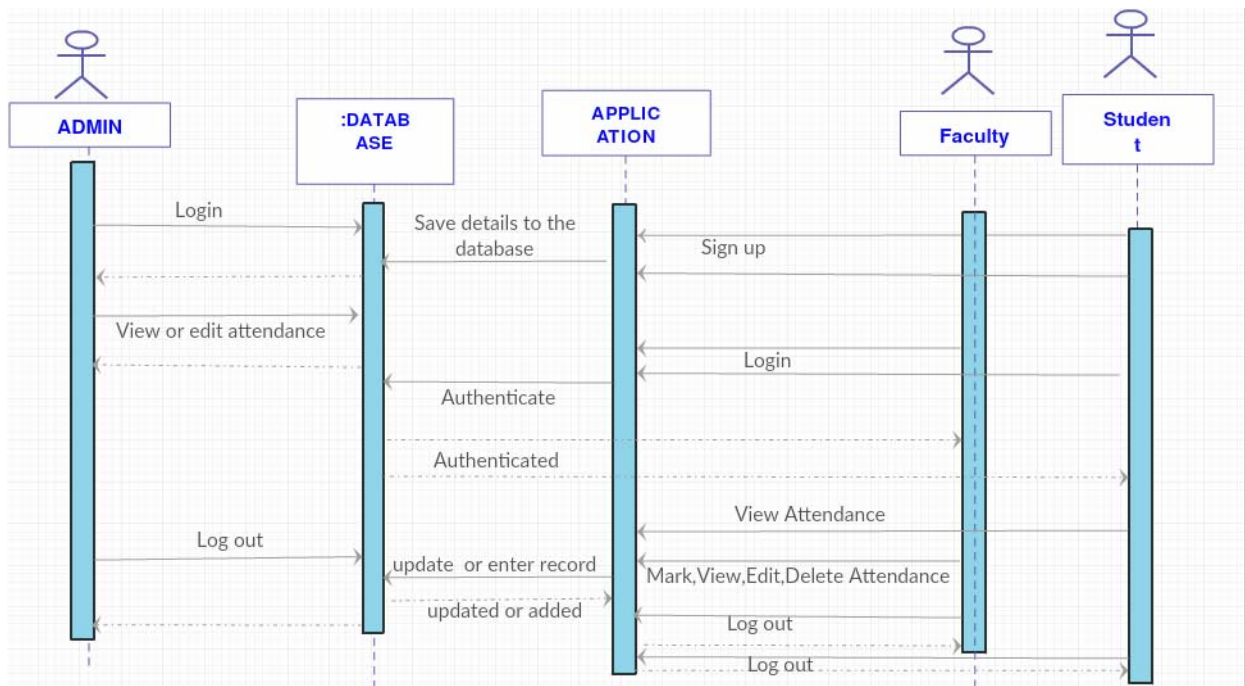 ADMIN
:DATAB
ASE
APPLIC
ATION
Faculty
Studen
t
Login
Save details to the
database
Sign up
View or edit attendance
Login
Authenticate
Authenticated
View Attendance
Log out
update or enter record
Mark,View,Edit,Delete Attendance
updated or added
Log out
Log out